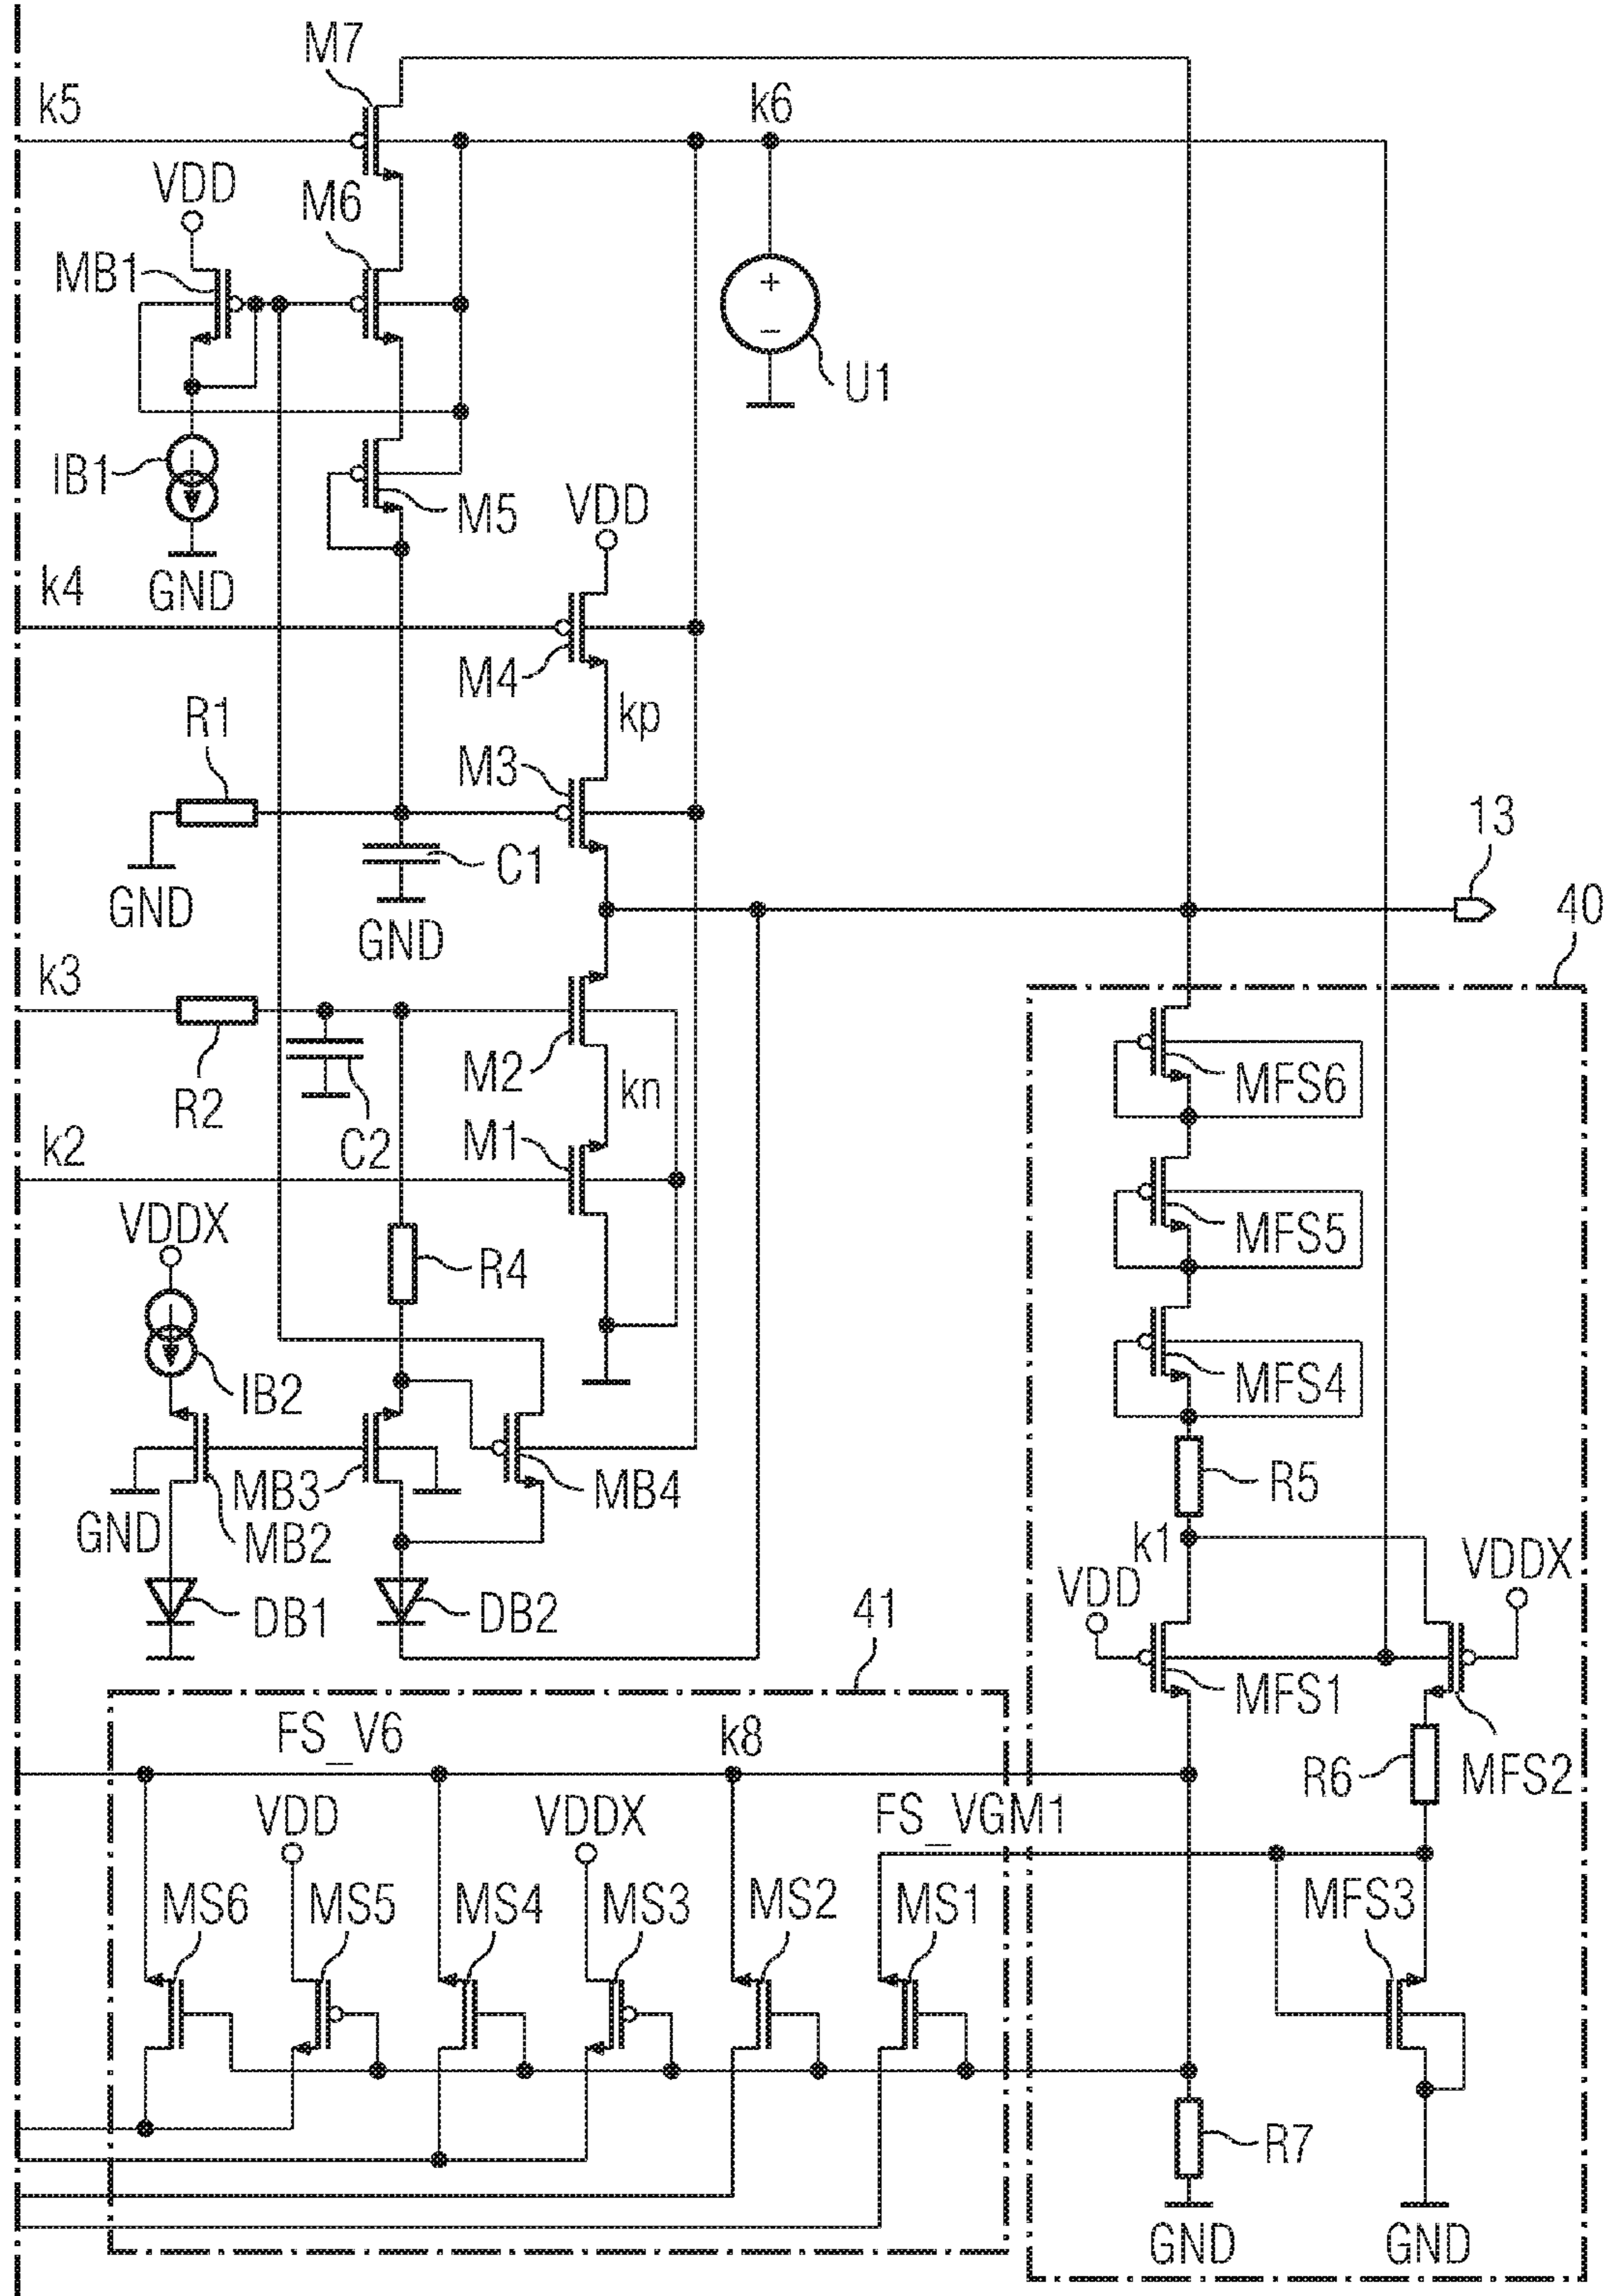 M7
k5
k6
VDD
M6
MB1
+
−
U1
IB1
M5
VDD
k4
GND
M4
kp
R1
M3
C1
13
GND
GND
40
k3
M2
kn
MFS6
R2
C2
k2
M1
VDDX
MFS5
R4
MFS4
IB2
MB3
MB4
R5
GND
MB2
k1
VDDX
VDD
DB1
DB2
41
MFS1
FS_V6
k8
R6
MFS2
VDD
VDDX
FS_VGM1
MS6
MS5
MS4
MS3
MS2
MS1
MFS3
R7
GND
GND